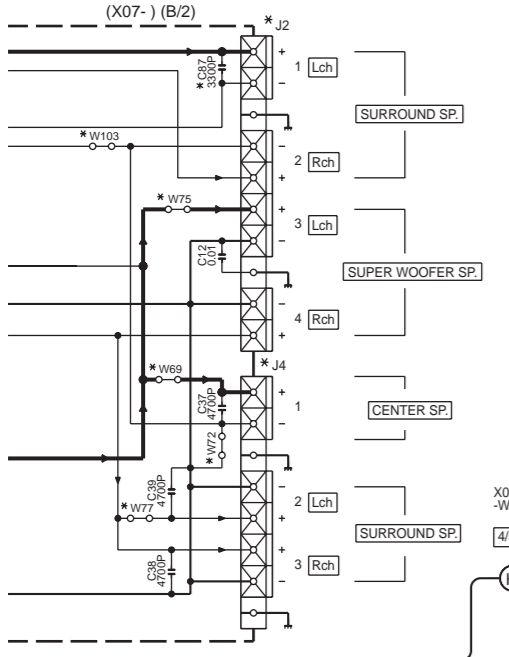 (X07- ) (B/2)
* J2
+
* C87
3300P
1 Lch
−
SURROUND SP.
* W103
−
2 Rch
+
* W75
+
3 Lch
−
C12
0.01
SUPER WOOFER SP.
−
4 Rch
+
* J4
* W69
+
C37
4700P
1
CENTER SP.
−
* W72
C39
4700P
−
2 Lch
* W77
+
SURROUND SP.
+
3 Rch
C38
4700P
−
X0
-W
4/